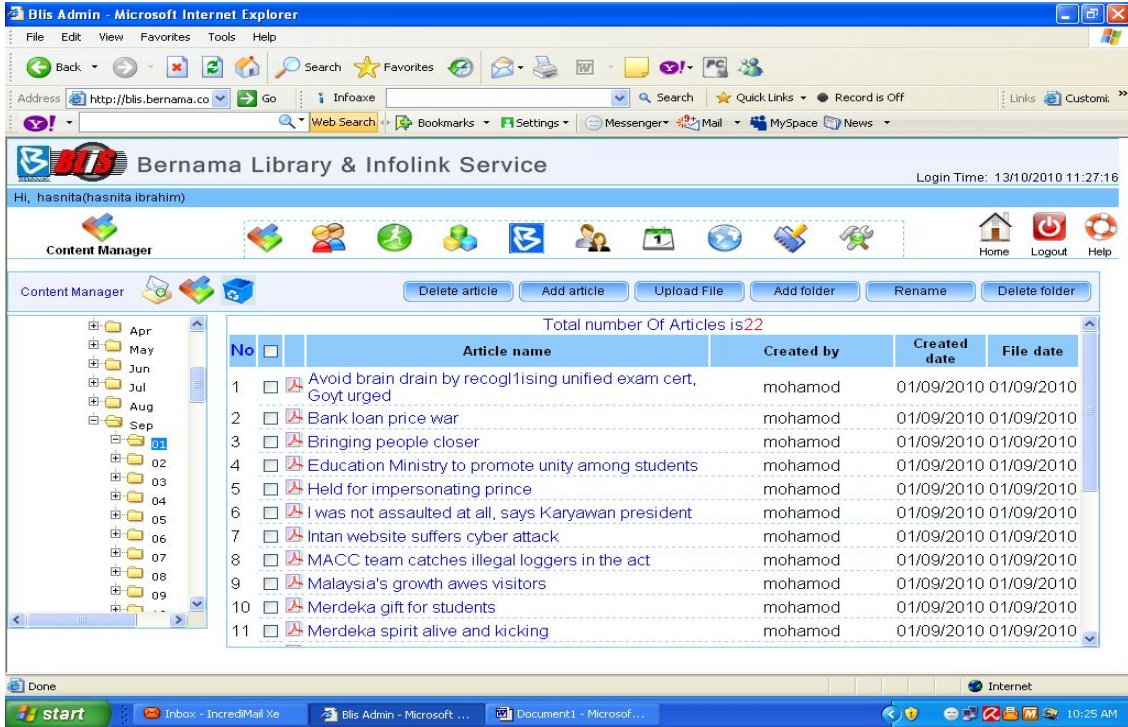 Blis Admin - Microsoft Internet Explorer
File Edit View Favorites Tools Help
Back Search Favorites
Address http://blis.bernama.co Go Infoaxe Search Quick Links Record is Off Links Customi: »
Web Search Bookmarks Settings Messenger Mail MySpace News
BLiS Bernama Library & Infolink Service
Login Time: 13/10/2010 11:27:16
Hi, hasnita(hasnita ibrahim)
Content Manager Home Logout Help
Content Manager Delete article Add article Upload File Add folder Rename Delete folder
Apr
May
Jun
Jul
Aug
Sep
01
02
03
04
05
06
07
08
09
Total number Of Articles is22
No Article name Created by Created date File date
1 Avoid brain drain by recogl1ising unified exam cert, Goyt urged mohamod 01/09/2010 01/09/2010
2 Bank loan price war mohamod 01/09/2010 01/09/2010
3 Bringing people closer mohamod 01/09/2010 01/09/2010
4 Education Ministry to promote unity among students mohamod 01/09/2010 01/09/2010
5 Held for impersonating prince mohamod 01/09/2010 01/09/2010
6 I was not assaulted at all, says Karyawan president mohamod 01/09/2010 01/09/2010
7 Intan website suffers cyber attack mohamod 01/09/2010 01/09/2010
8 MACC team catches illegal loggers in the act mohamod 01/09/2010 01/09/2010
9 Malaysia's growth awes visitors mohamod 01/09/2010 01/09/2010
10 Merdeka gift for students mohamod 01/09/2010 01/09/2010
11 Merdeka spirit alive and kicking mohamod 01/09/2010 01/09/2010
Done Internet
start Inbox - IncrediMail Xe Blis Admin - Microsoft ... Document1 - Microsof... 10:25 AM